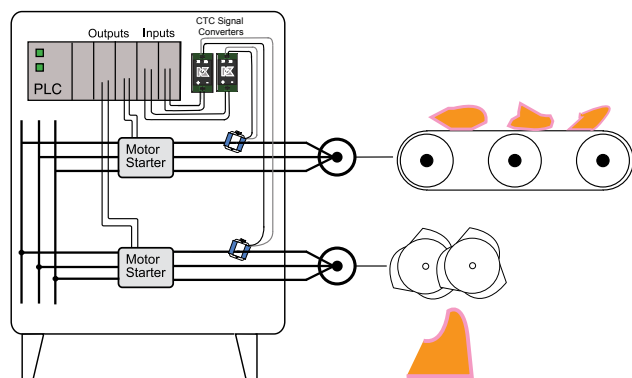 CTC Signal
Converters
Outputs
Inputs
PLC
Motor
Starter
Motor
Starter